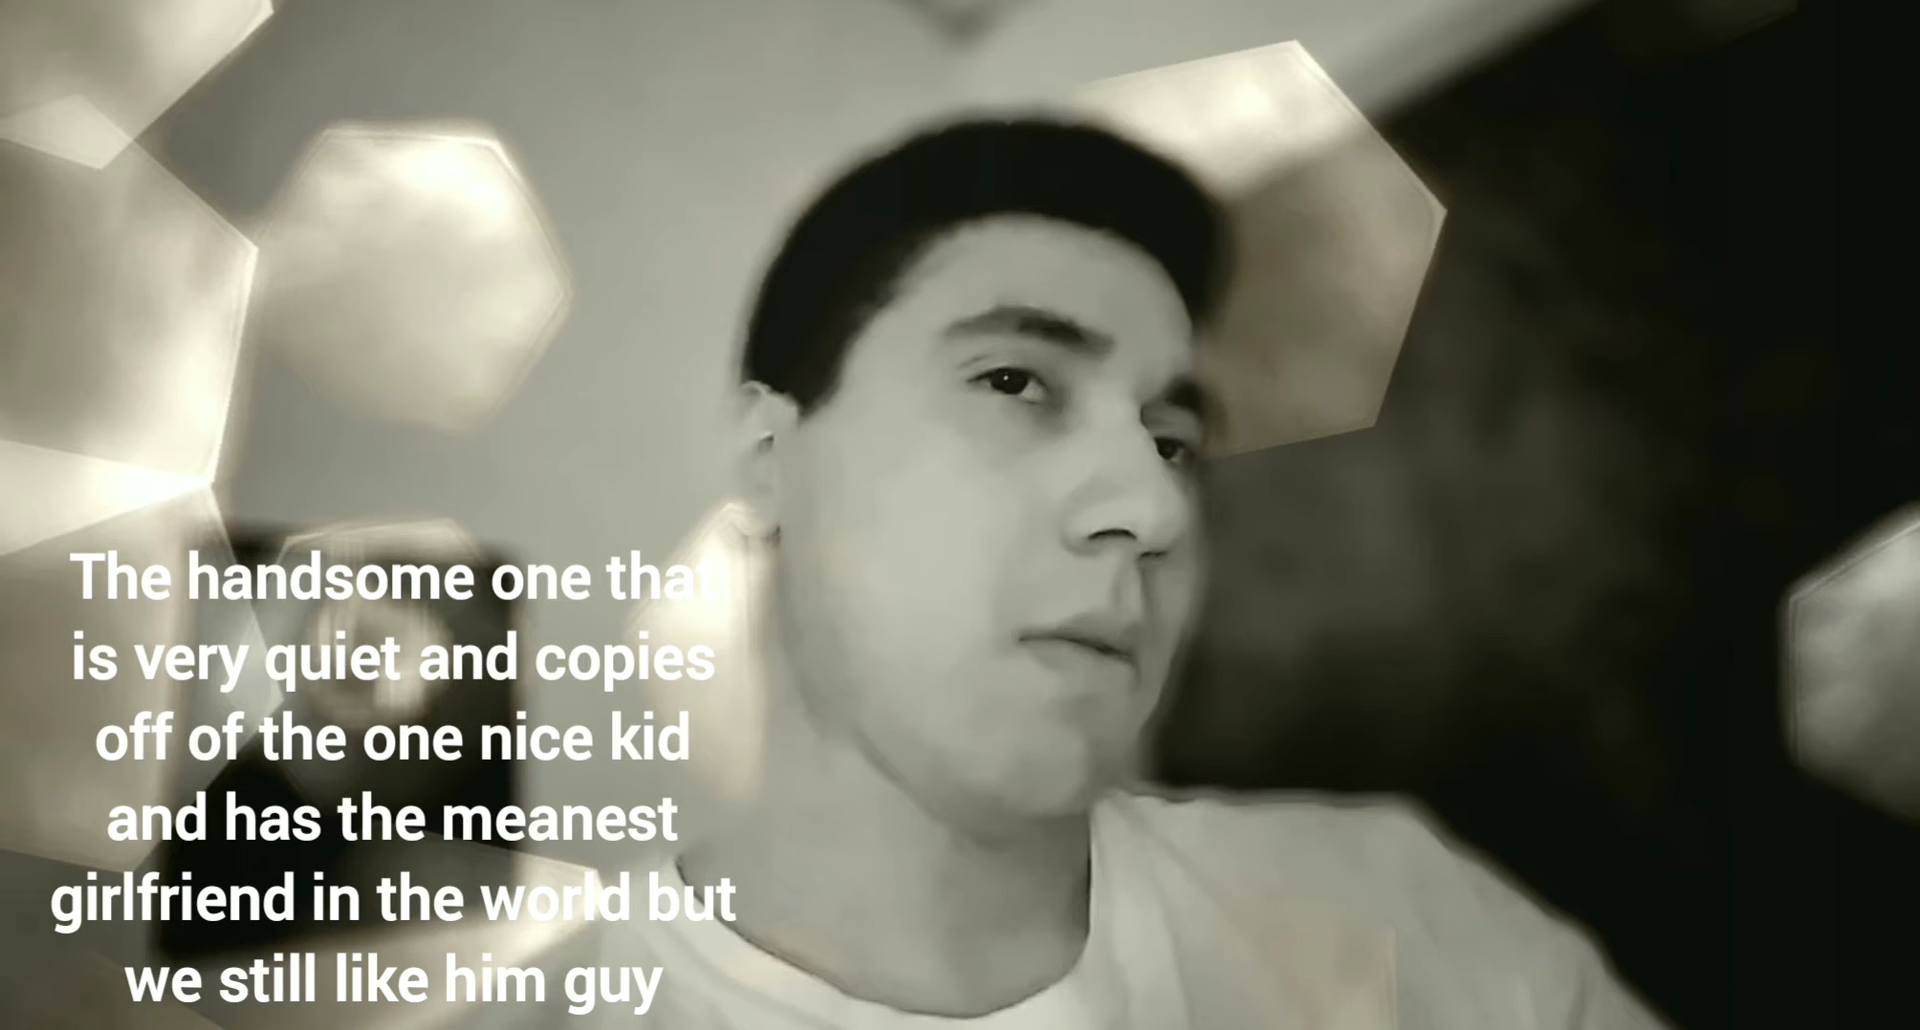 The handsome one that
is very quiet and copies
off of the one nice kid
and has the meanest
girlfriend in the world but
we still like him guy